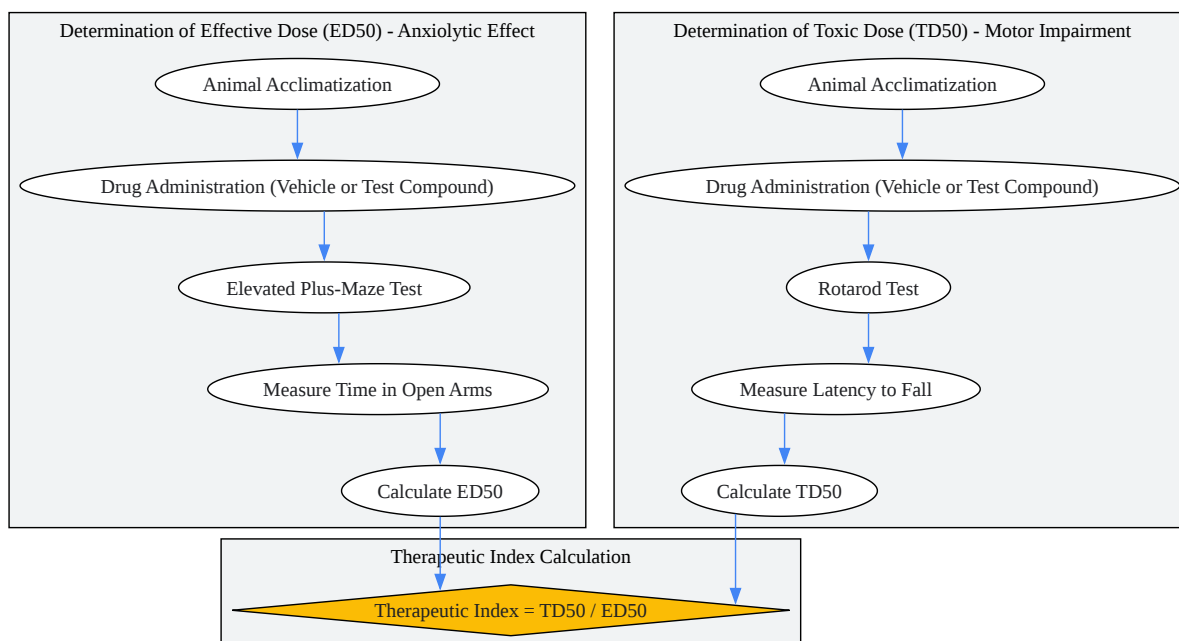 Determination of Effective Dose (ED50) - Anxiolytic Effect
Animal Acclimatization
Drug Administration (Vehicle or Test Compound)
Elevated Plus-Maze Test
Measure Time in Open Arms
Calculate ED50
Determination of Toxic Dose (TD50) - Motor Impairment
Animal Acclimatization
Drug Administration (Vehicle or Test Compound)
Rotarod Test
Measure Latency to Fall
Calculate TD50
Therapeutic Index Calculation
Therapeutic Index = TD50 / ED50